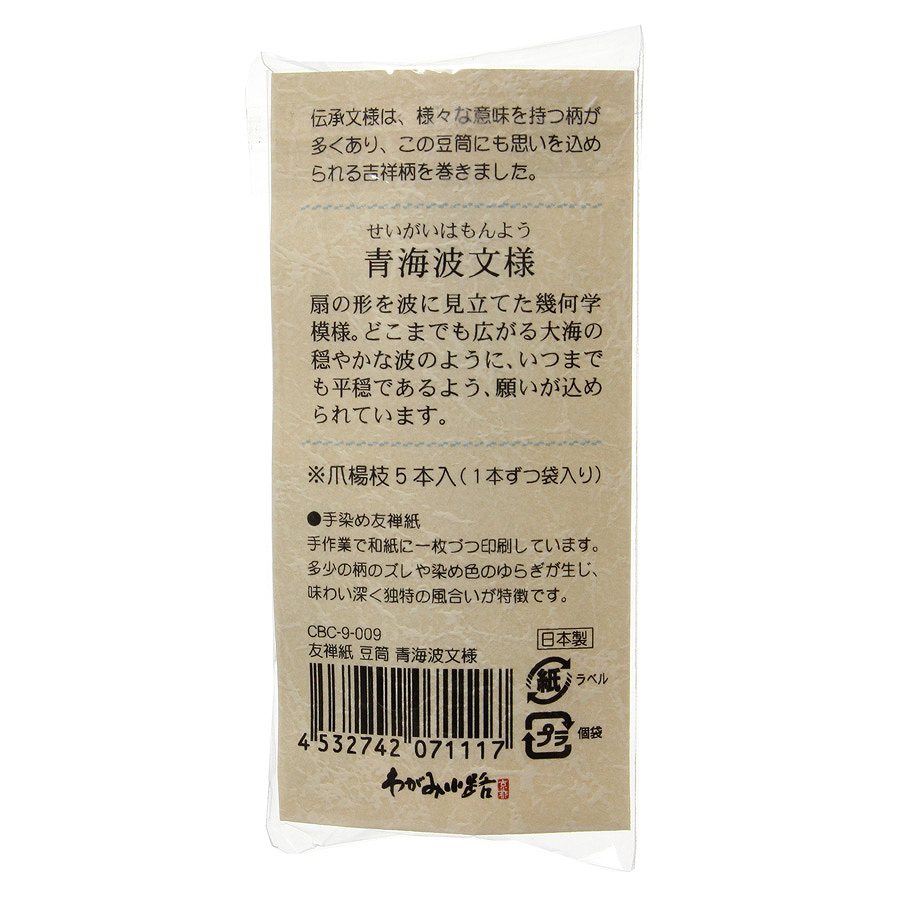 伝承文様は、様々な意味を持つ柄が
多くあり、この豆筒にも思いを込め
られる吉祥柄を巻きました。
せいがいはもんよう
青海波文様
扇の形を波に見立てた幾何学
模様。どこまでも広がる大海の
穏やかな波のように、いつまで
も平穏であるよう、願いが込め
られています。
※爪楊枝5本入(1本ずつ袋入り)
●手染め友禅紙
手作業で和紙に一枚づつ印刷しています。
多少の柄のズレや染め色のゆらぎが生じ、
味わい深く独特の風合いが特徴です。
CBC-9-009
日本製
友禅紙 豆筒 青海波文様
紙 ラベル
プラ 個袋
4 532742 071117
わがみ小路 京都